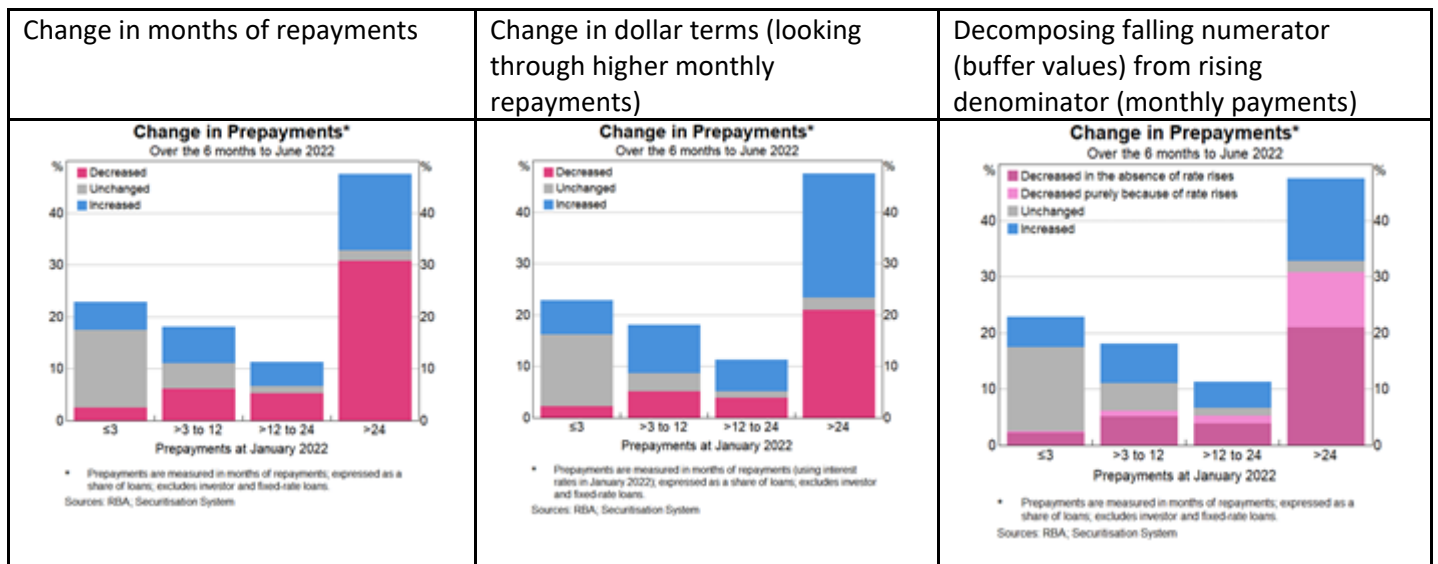 Change in months of repayments
Change in dollar terms (looking
through higher monthly
repayments)
Decomposing falling numerator
(buffer values) from rising
denominator (monthly payments)
Change in Prepayments*
Over the 6 months to June 2022
% %
Decreased
Unchanged
Increased
40 40
30 30
20 20
10 10
0 0
≤3 >3 to 12 >12 to 24 >24
Prepayments at January 2022
* Prepayments are measured in months of repayments; expressed as a
share of loans; excludes investor and fixed-rate loans.
Sources: RBA; Securitisation System
Change in Prepayments*
Over the 6 months to June 2022
% %
Decreased
Unchanged
Increased
40 40
30 30
20 20
10 10
0 0
≤3 >3 to 12 >12 to 24 >24
Prepayments at January 2022
* Prepayments are measured in months of repayments (using interest
rates in January 2022); expressed as a share of loans; excludes investor
and fixed-rate loans.
Sources: RBA; Securitisation System
Change in Prepayments*
Over the 6 months to June 2022
% %
Decreased in the absence of rate rises
Decreased purely because of rate rises
Unchanged
Increased
40 40
30 30
20 20
10 10
0 0
≤3 >3 to 12 >12 to 24 >24
Prepayments at January 2022
* Prepayments are measured in months of repayments; expressed as a
share of loans; excludes investor and fixed-rate loans.
Sources: RBA; Securitisation System